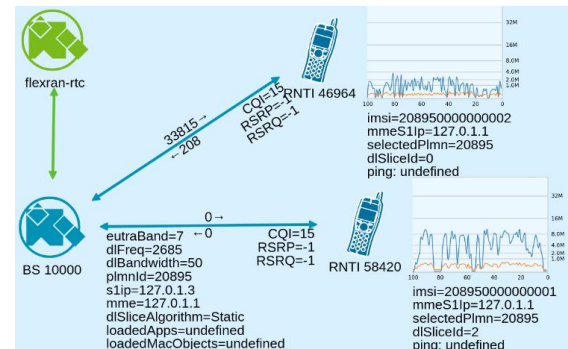 flexran-rtc
33815→
←208
CQI=15
RSRP=-1
RSRQ=-1
RNTI 46964
32M
16M
8.0M
4.0M
2.0M
1.0M
100
80
60
40
20
0
imsi=208950000000002
mmeS1Ip=127.0.1.1
selectedPlmn=20895
dlSliceId=0
ping: undefined
BS 10000
0→
←0
eutraBand=7
dlFreq=2685
dlBandwidth=50
plmnId=20895
s1ip=127.0.1.3
mme=127.0.1.1
dlSliceAlgorithm=Static
loadedApps=undefined
loadedMacObjects=undefined
CQI=15
RSRP=-1
RSRQ=-1
RNTI 58420
32M
16M
8.0M
4.0M
2.0M
1.0M
100
80
60
40
20
0
imsi=208950000000001
mmeS1Ip=127.0.1.1
selectedPlmn=20895
dlSliceId=2
ping: undefined